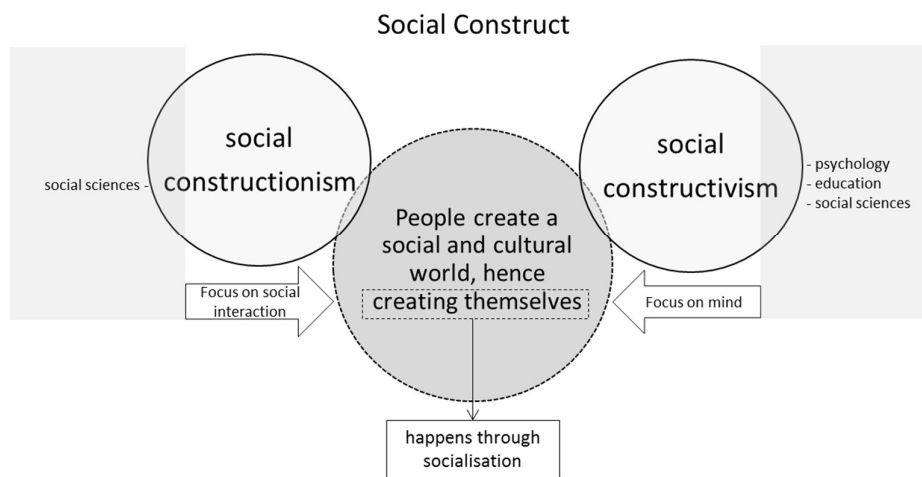 Social Construct
social
constructionism
social sciences -
social
constructivism
- psychology
- education
- social sciences
People create a
social and cultural
world, hence
creating themselves
Focus on social
interaction
Focus on mind
happens through
socialisation